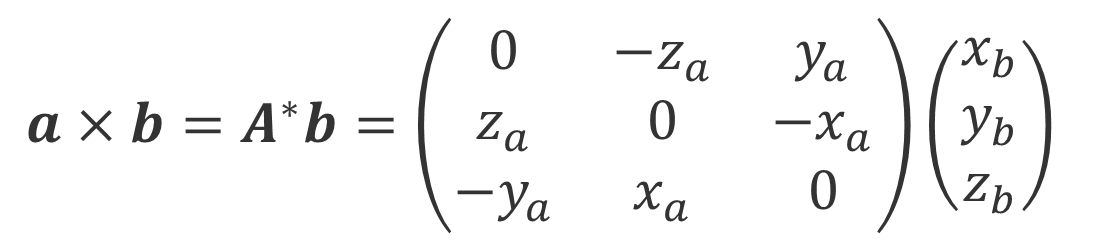 𝒂 × 𝒃 = 𝑨*𝒃 = ( 0 −z_a y_a ; z_a 0 −x_a ; −y_a x_a 0 ) ( x_b ; y_b ; z_b )